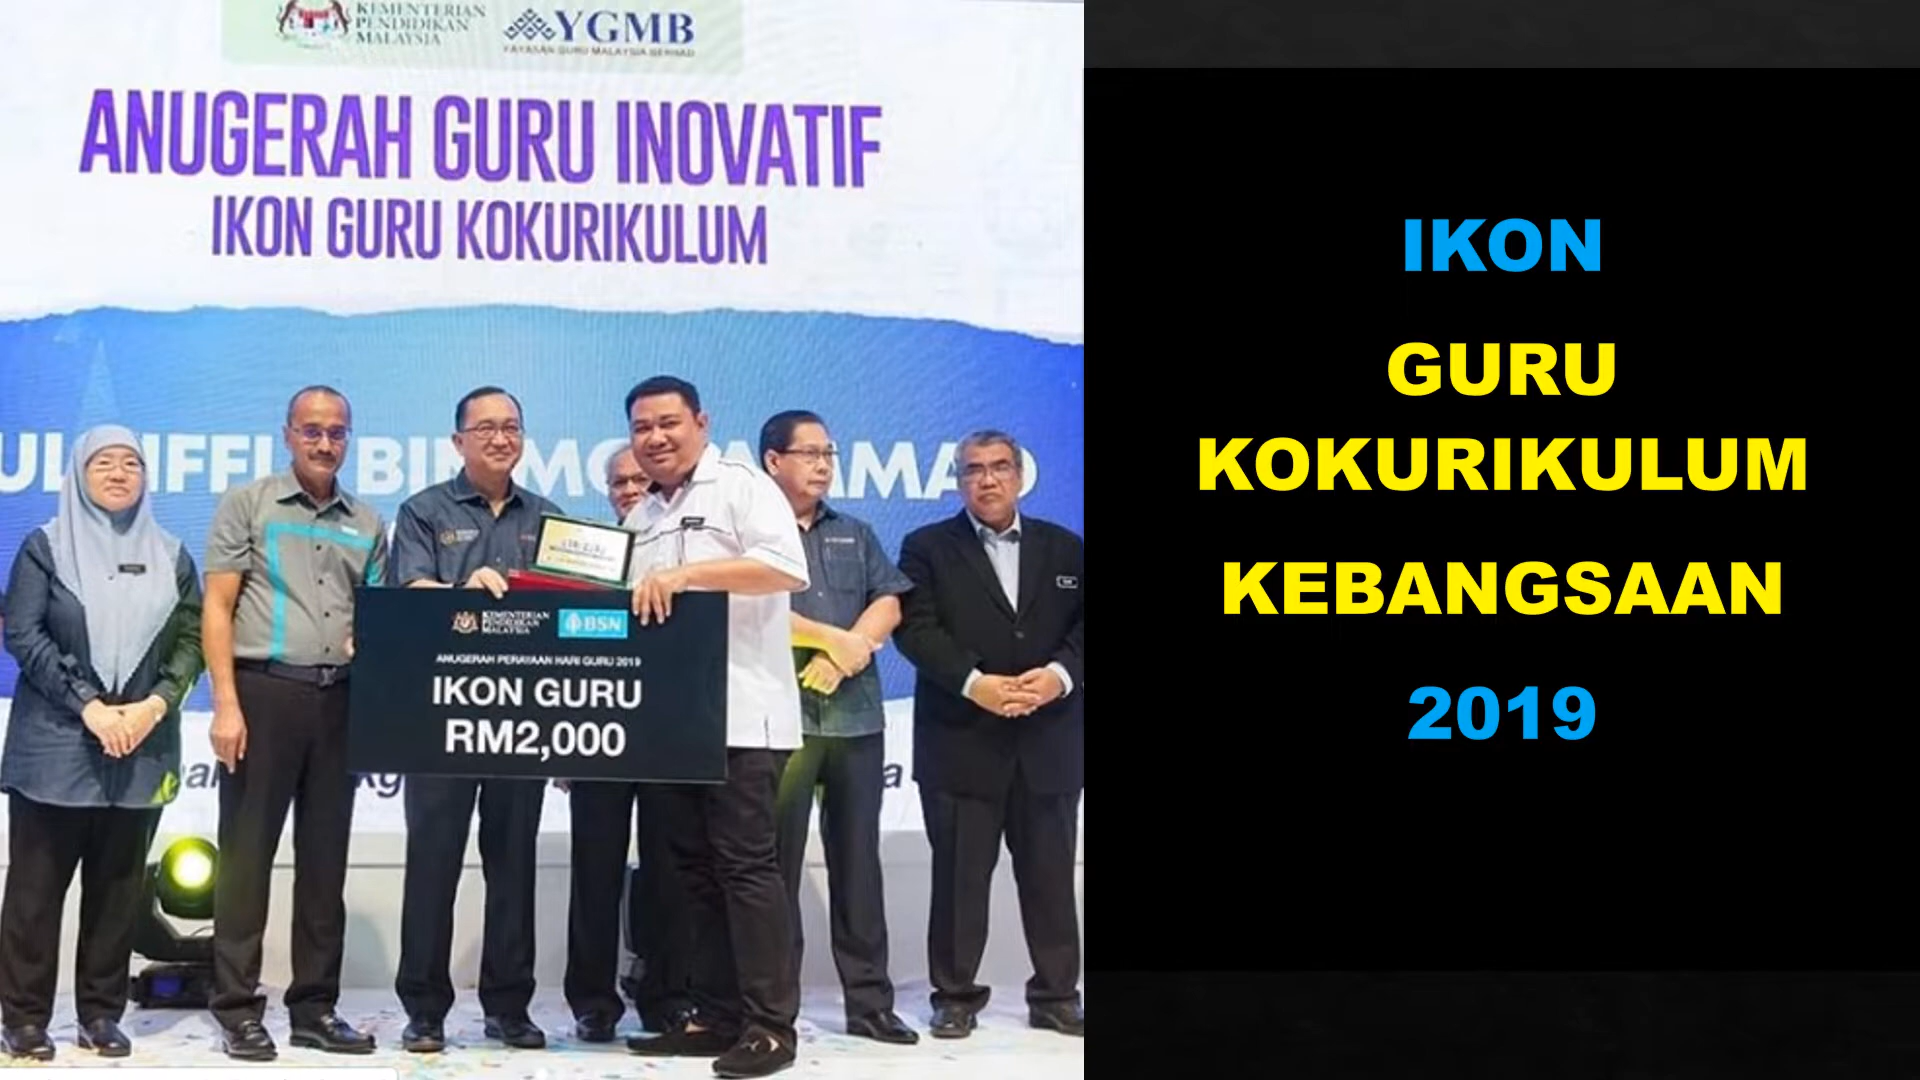 KEMENTERIAN
PENDIDIKAN
MALAYSIA
YGMB
YAYASAN GURU MALAYSIA BERHAD
ANUGERAH GURU INOVATIF
IKON GURU KOKURIKULUM
BIN
KEMENTERIAN
PENDIDIKAN
MALAYSIA
BSN
ANUGERAH PERAYAAN HARI GURU 2019
IKON GURU
RM2,000
IKON
GURU
KOKURIKULUM
KEBANGSAAN
2019